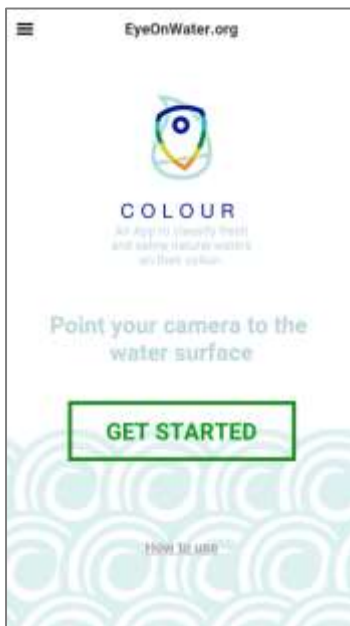 EyeOnWater.org
COLOUR
An App to classify fresh
and saline natural waters
on their colour
Point your camera to the
water surface
GET STARTED
How to use